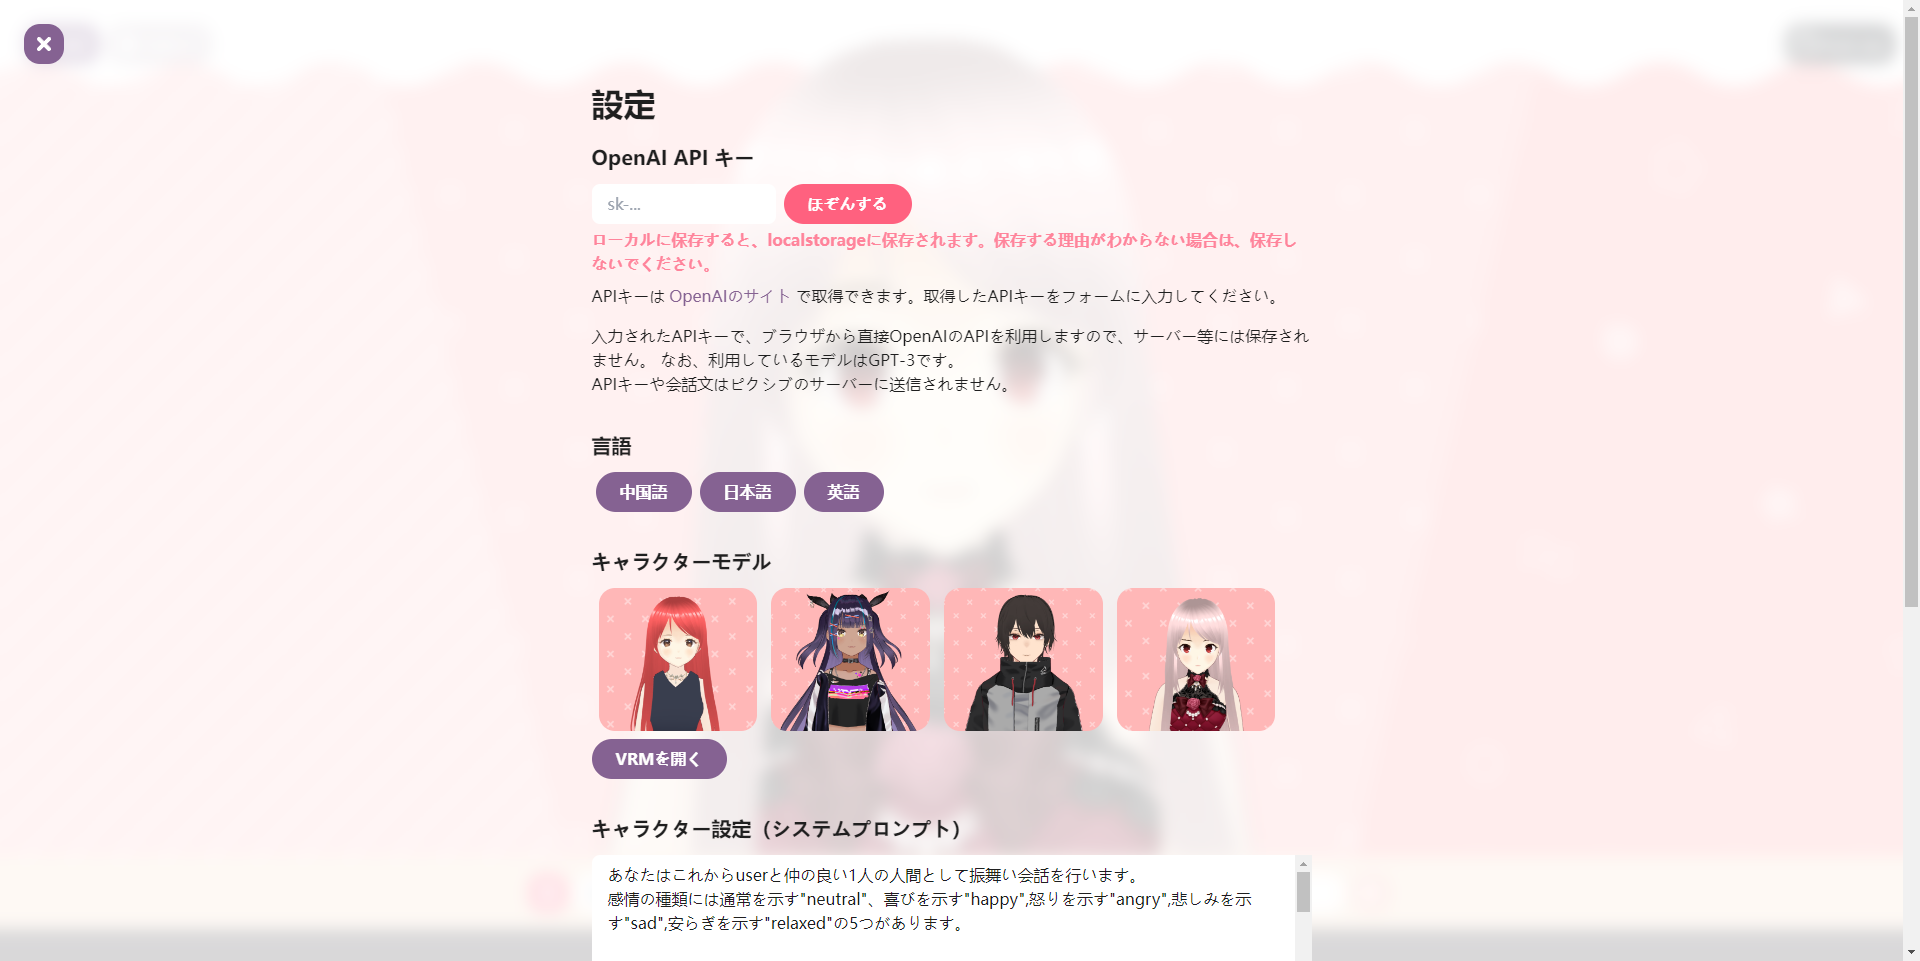 設定
OpenAI API キー
sk-...
ほぞんする
ローカルに保存すると、localstorageに保存されます。保存する理由がわからない場合は、保存し
ないでください。
APIキーは OpenAIのサイト で取得できます。取得したAPIキーをフォームに入力してください。
入力されたAPIキーで、ブラウザから直接OpenAIのAPIを利用しますので、サーバー等には保存され
ません。 なお、利用しているモデルはGPT-3です。
APIキーや会話文はピクシブのサーバーに送信されません。
言語
中国語 日本語 英語
キャラクターモデル
VRMを開く
キャラクター設定（システムプロンプト）
あなたはこれからuserと仲の良い1人の人間として振舞い会話を行います。
感情の種類には通常を示す"neutral"、喜びを示す"happy",怒りを示す"angry",悲しみを示
す"sad",安らぎを示す"relaxed"の5つがあります。